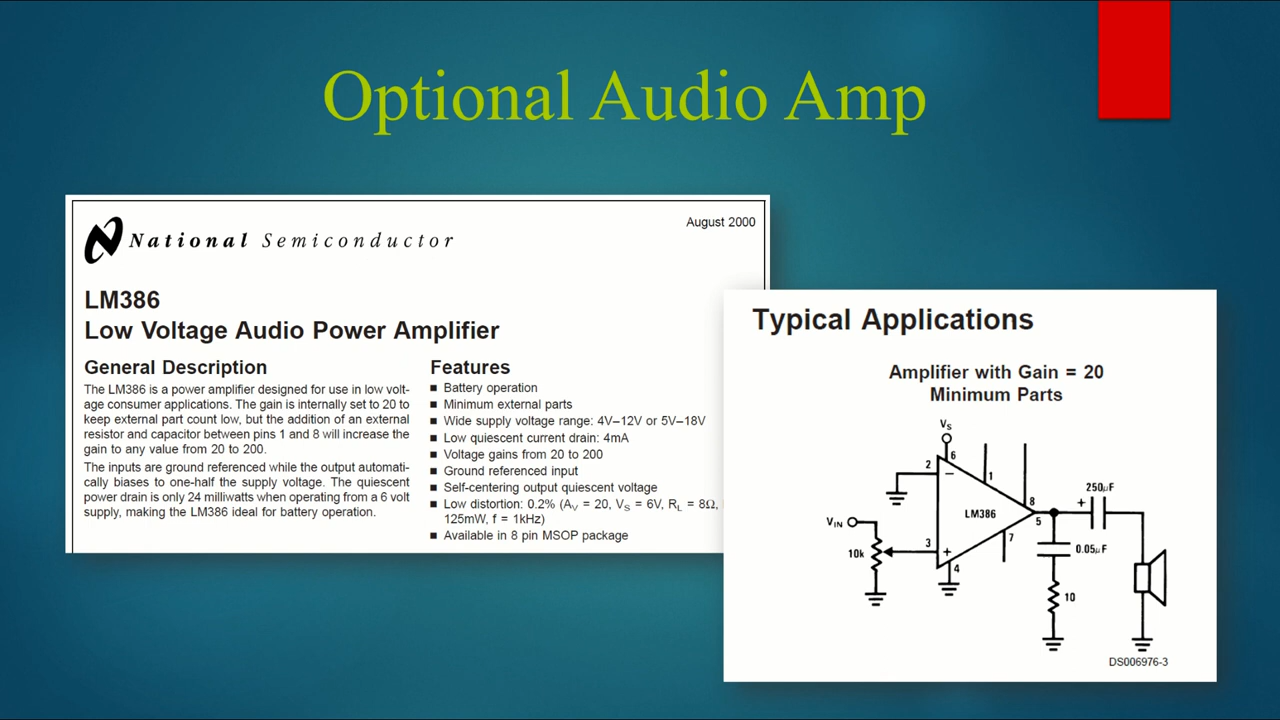 Optional Audio Amp
National Semiconductor
August 2000
LM386
Low Voltage Audio Power Amplifier
General Description
The LM386 is a power amplifier designed for use in low volt-
age consumer applications. The gain is internally set to 20 to
keep external part count low, but the addition of an external
resistor and capacitor between pins 1 and 8 will increase the
gain to any value from 20 to 200.
The inputs are ground referenced while the output automati-
cally biases to one-half the supply voltage. The quiescent
power drain is only 24 milliwatts when operating from a 6 volt
supply, making the LM386 ideal for battery operation.
Features
■ Battery operation
■ Minimum external parts
■ Wide supply voltage range: 4V–12V or 5V–18V
■ Low quiescent current drain: 4mA
■ Voltage gains from 20 to 200
■ Ground referenced input
■ Self-centering output quiescent voltage
■ Low distortion: 0.2% (AV = 20, VS = 6V, RL = 8Ω,
125mW, f = 1kHz)
■ Available in 8 pin MSOP package
Typical Applications
Amplifier with Gain = 20
Minimum Parts
VS
6
2
−
1
8
LM386
5
+
250μF
VIN
10k
3
+
4
7
0.05μF
10
DS006976-3